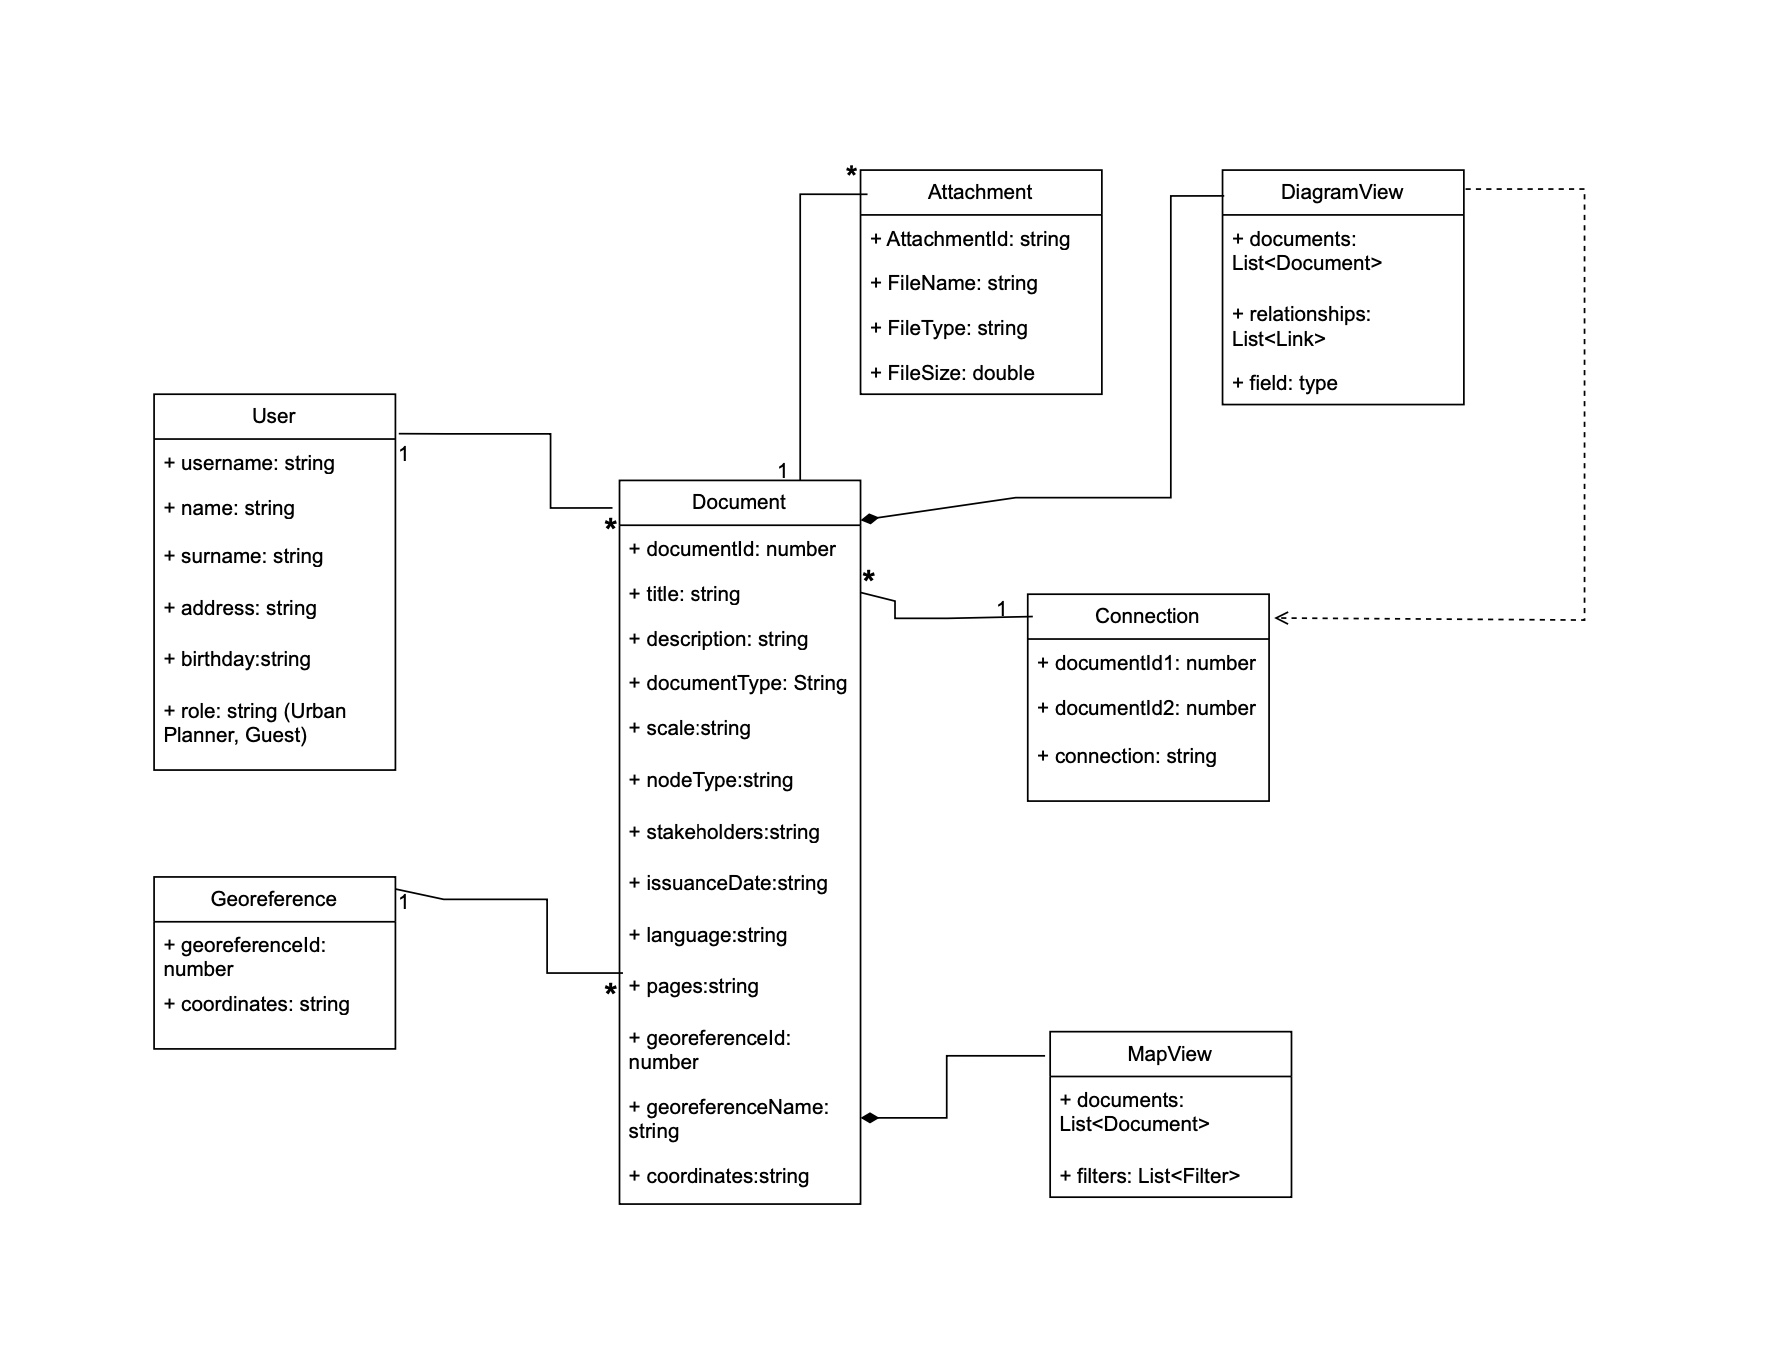 *
Attachment
+ AttachmentId: string
+ FileName: string
+ FileType: string
+ FileSize: double
DiagramView
+ documents:
List<Document>
+ relationships:
List<Link>
+ field: type
User
1
+ username: string
+ name: string
+ surname: string
+ address: string
+ birthday:string
+ role: string (Urban
Planner, Guest)
1
*
Document
+ documentId: number
+ title: string
+ description: string
+ documentType: String
+ scale:string
+ nodeType:string
+ stakeholders:string
+ issuanceDate:string
+ language:string
+ pages:string
+ georeferenceId:
number
+ georeferenceName:
string
+ coordinates:string
*
1
Connection
+ documentId1: number
+ documentId2: number
+ connection: string
Georeference
1
+ georeferenceId:
number
+ coordinates: string
*
MapView
+ documents:
List<Document>
+ filters: List<Filter>